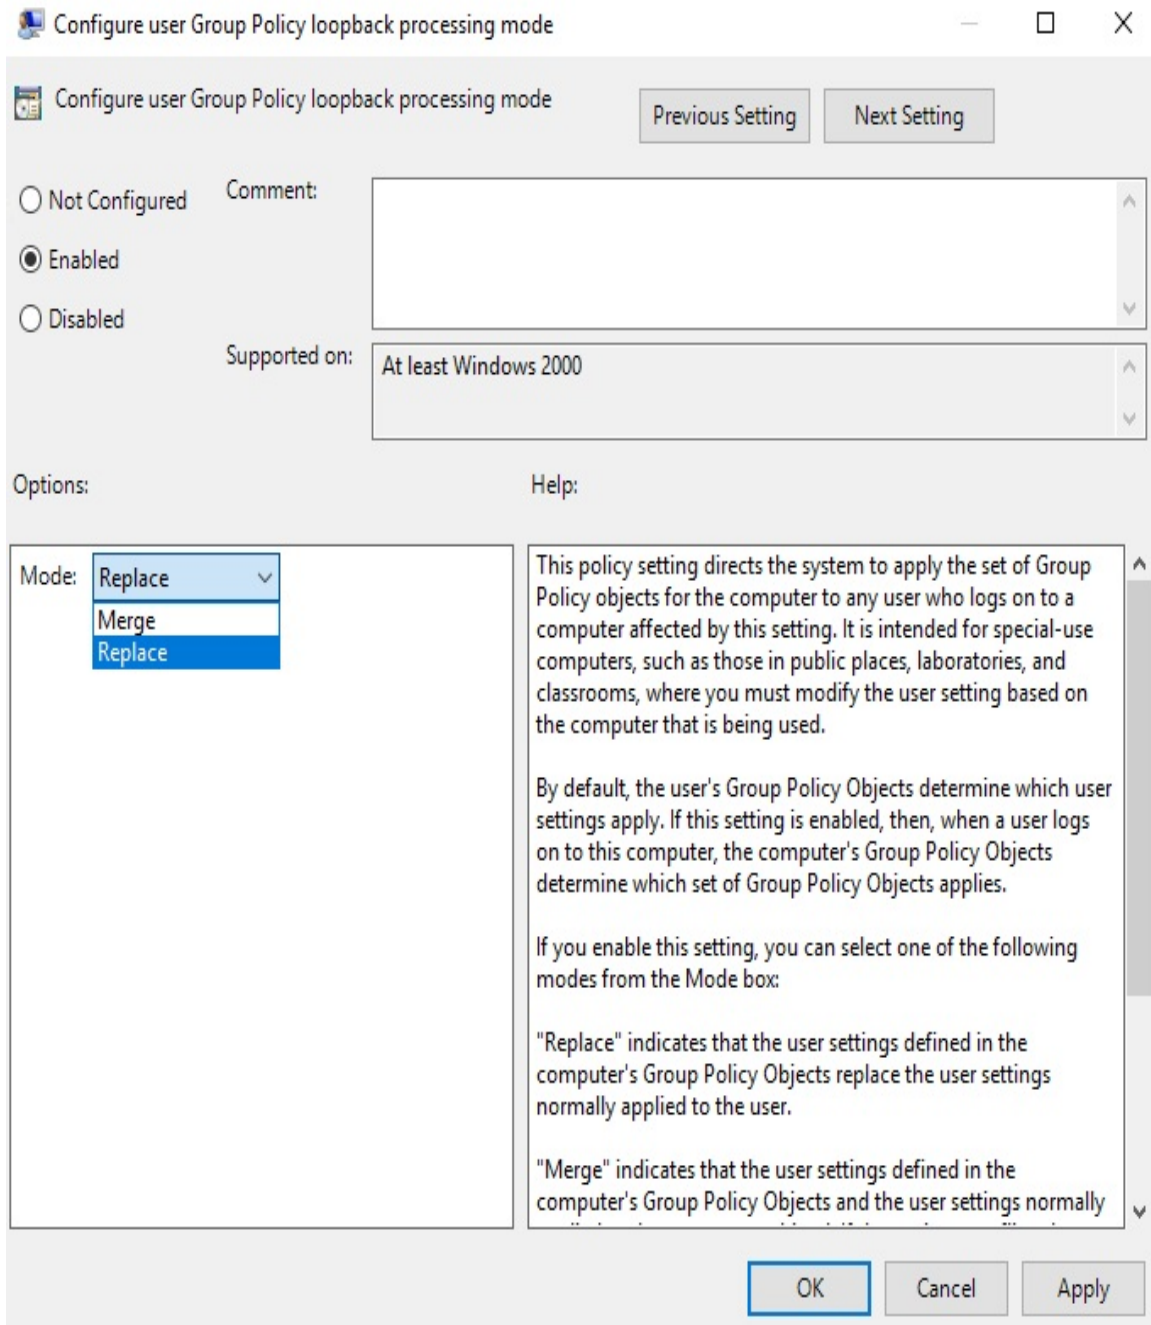 Configure user Group Policy loopback processing mode
Configure user Group Policy loopback processing mode
Previous Setting
Next Setting
Not Configured
Enabled
Disabled
Comment:
Supported on:
At least Windows 2000
Options:
Help:
Mode:
Replace
Merge
Replace
This policy setting directs the system to apply the set of Group
Policy objects for the computer to any user who logs on to a
computer affected by this setting. It is intended for special-use
computers, such as those in public places, laboratories, and
classrooms, where you must modify the user setting based on
the computer that is being used.
By default, the user's Group Policy Objects determine which user
settings apply. If this setting is enabled, then, when a user logs
on to this computer, the computer's Group Policy Objects
determine which set of Group Policy Objects applies.
If you enable this setting, you can select one of the following
modes from the Mode box:
"Replace" indicates that the user settings defined in the
computer's Group Policy Objects replace the user settings
normally applied to the user.
"Merge" indicates that the user settings defined in the
computer's Group Policy Objects and the user settings normally
OK
Cancel
Apply